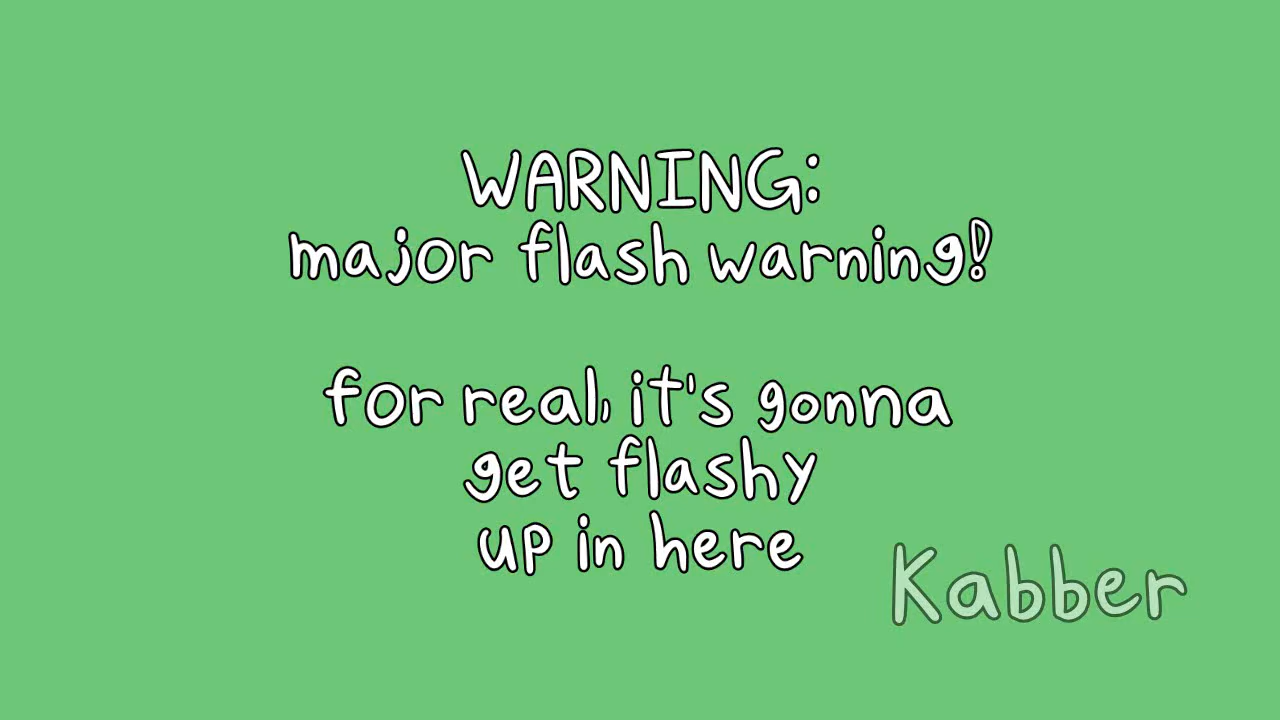 WARNING:
major flash warning!
for real, it's gonna
get flashy
up in here
Kabber